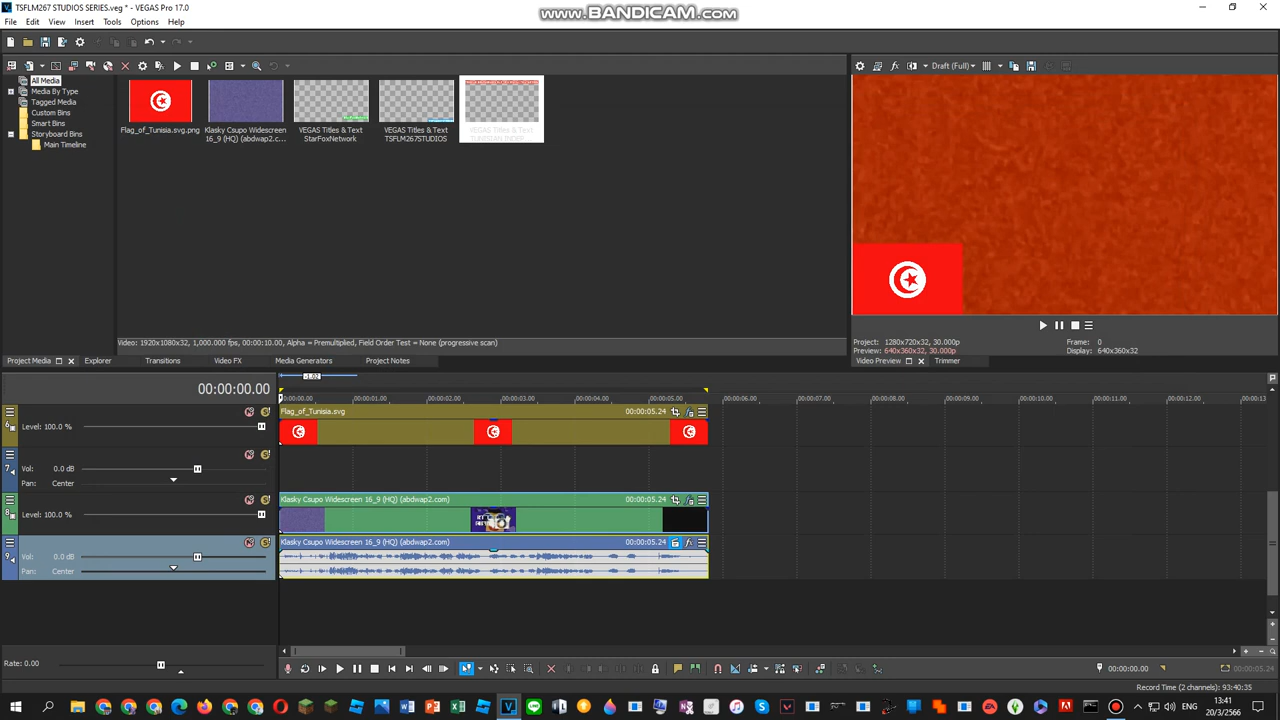 TSFLM267 STUDIOS SERIES.veg * - VEGAS Pro 17.0
www.BANDICAM.com
File Edit View Insert Tools Options Help
All Media
Media By Type
Tagged Media
Custom Bins
Smart Bins
Storyboard Bins
Main Timeline
Flag_of_Tunisia.svg.png
Klasky Csupo Widescreen 16_9 (HQ) (abdwap2.c...
VEGAS Titles & Text StarFoxNetwork
VEGAS Titles & Text TSFLM267STUDIOS
VEGAS Titles & Text
Draft (Full)
Video: 1920x1080x32, 1,000.000 fps, 00:00:10.00, Alpha = Premultiplied, Field Order Test = None (progressive scan)
Project: 1280x720x32, 30.000p
Preview: 640x360x32, 30.000p
Frame: 0
Display: 640x360x32
Project Media Explorer Transitions Video FX Media Generators Project Notes
Video Preview Trimmer
-1.02
00:00:00.00
00:00:00.00 00:00:01.00 00:00:02.00 00:00:03.00 00:00:04.00 00:00:05.00 00:00:06.00 00:00:07.00 00:00:08.00 00:00:09.00 00:00:10.00 00:00:11.00 00:00:12.00 00:00:13
6 Level: 100.0 %
Flag_of_Tunisia.svg 00:00:05.24
7 Vol: 0.0 dB
Pan: Center
8 Level: 100.0 %
Klasky Csupo Widescreen 16_9 (HQ) (abdwap2.com) 00:00:05.24
9 Vol: 0.0 dB
Pan: Center
Klasky Csupo Widescreen 16_9 (HQ) (abdwap2.com) 00:00:05.24
Rate: 0.00
00:00:00.00 00:00:05.24
Record Time (2 channels): 93:40:35
13:41
20/3/2566